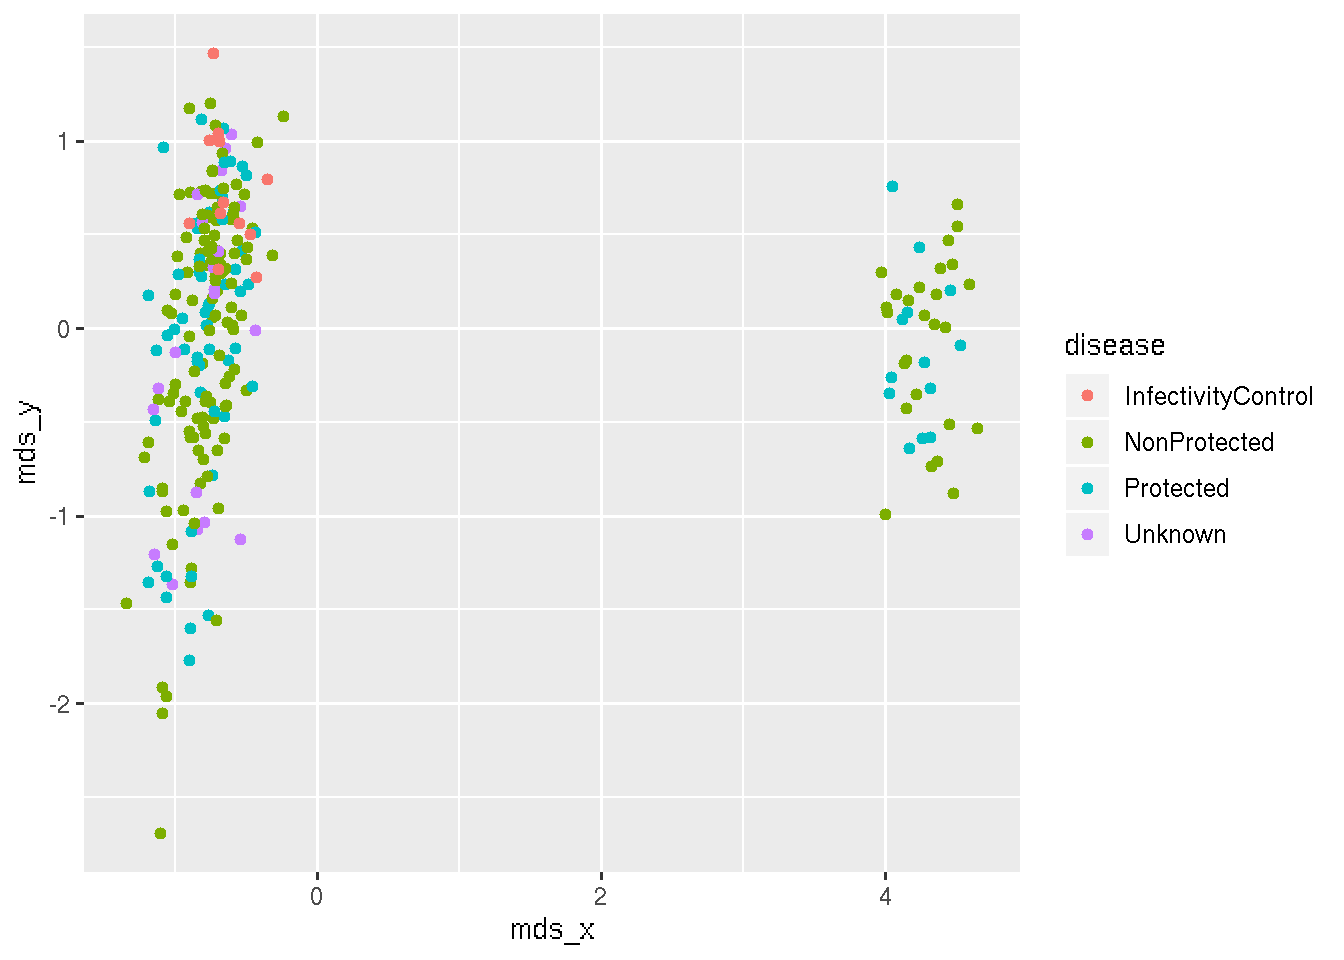 1
0
-1
-2
mds_y
0
2
4
mds_x
disease
InfectivityControl
NonProtected
Protected
Unknown